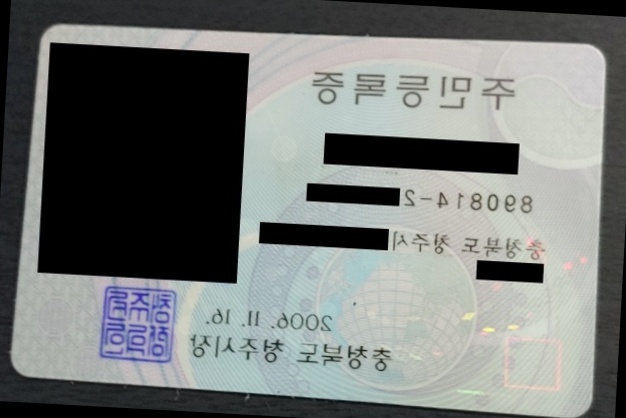 주민등록증
890814-2
충청북도 청주시
2006. 11. 16.
충청북도 청주시장